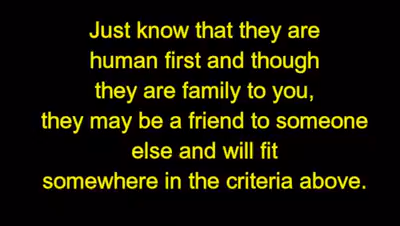 Just know that they are
human first and though
they are family to you,
they may be a friend to someone
else and will fit
somewhere in the criteria above.